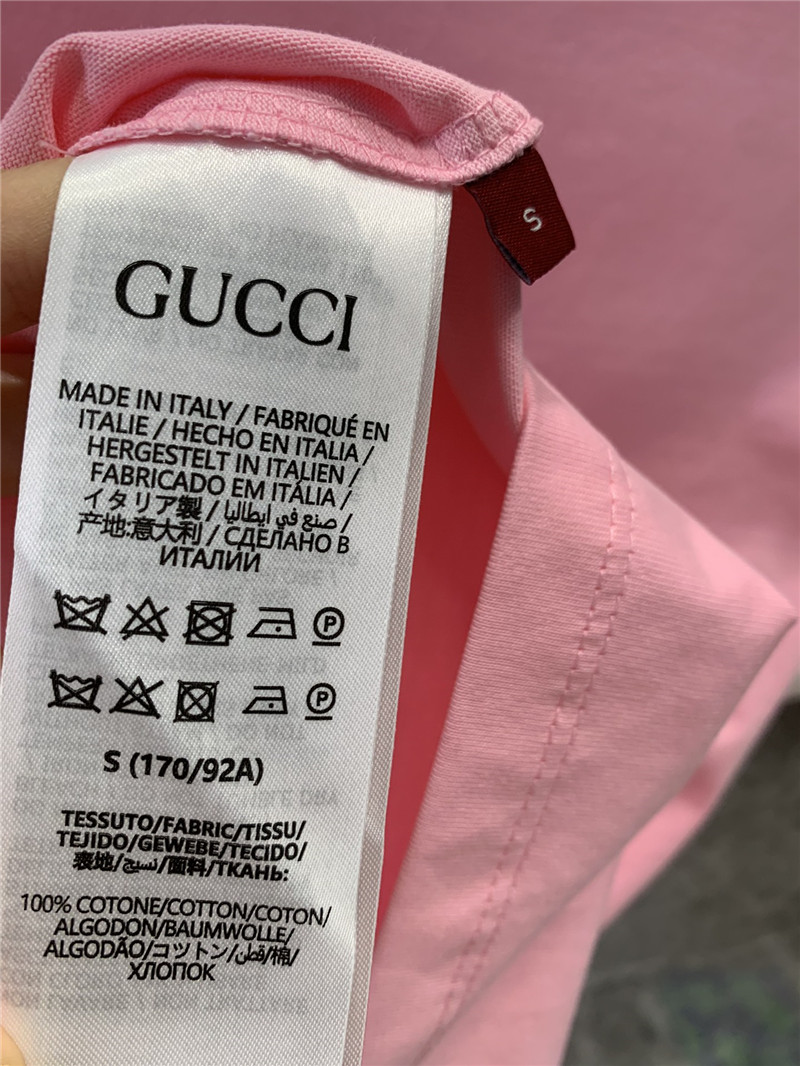 S
GUCCI
MADE IN ITALY / FABRIQUÉ EN
ITALIE / HECHO EN ITALIA /
HERGESTELT IN ITALIEN /
FABRICADO EM ITÁLIA /
イタリア製 / صنع في ايطاليا /
产地:意大利 / СДЕЛАНО В
ИТАЛИИ
P
P
S (170/92A)
TESSUTO/FABRIC/TISSU/
TEJIDO/GEWEBE/TECIDO/
表地/نسيج/面料/ТКАНЬ:
100% COTONE/COTTON/COTON/
ALGODON/BAUMWOLLE/
ALGODÃO/コットン/قطن/棉/
ХЛОПОК